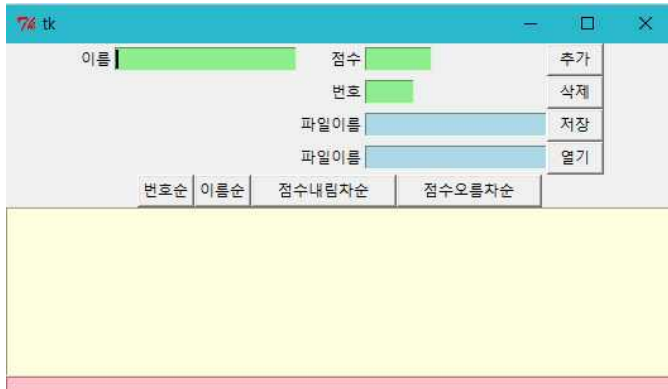 tk
이름 점수 추가
번호 삭제
파일이름 저장
파일이름 열기
번호순 이름순 점수내림차순 점수오름차순